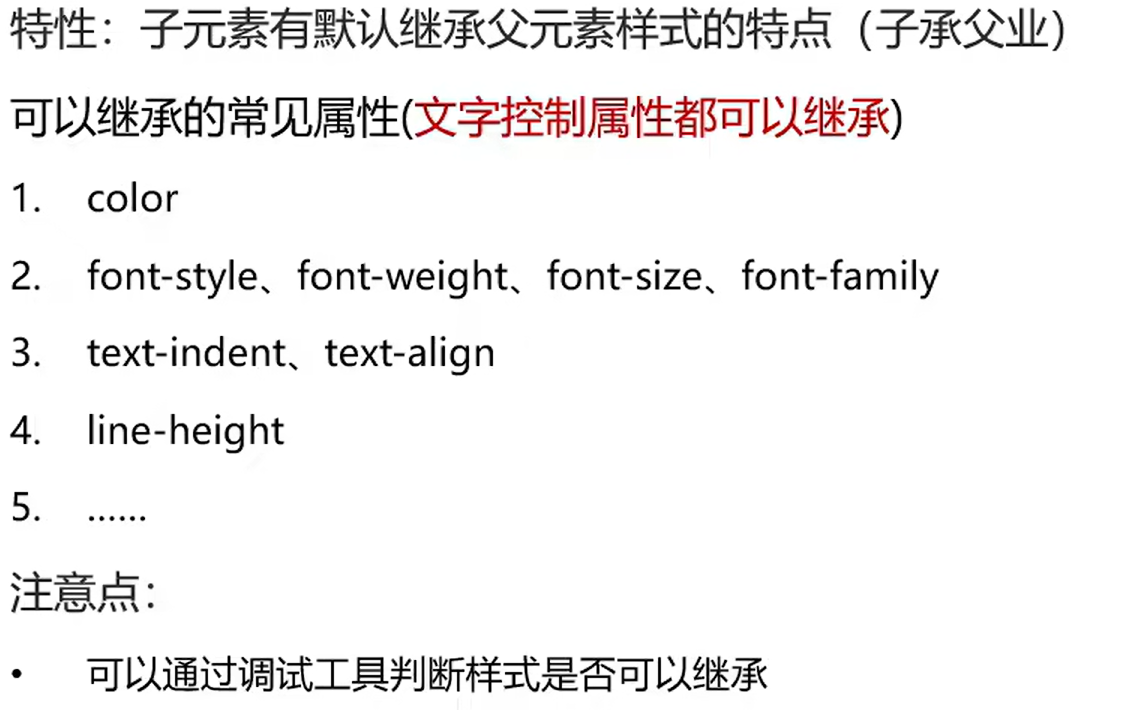 特性：子元素有默认继承父元素样式的特点（子承父业）
可以继承的常见属性(文字控制属性都可以继承)
1. color
2. font-style、font-weight、font-size、font-family
3. text-indent、text-align
4. line-height
5. ……
注意点：
• 可以通过调试工具判断样式是否可以继承